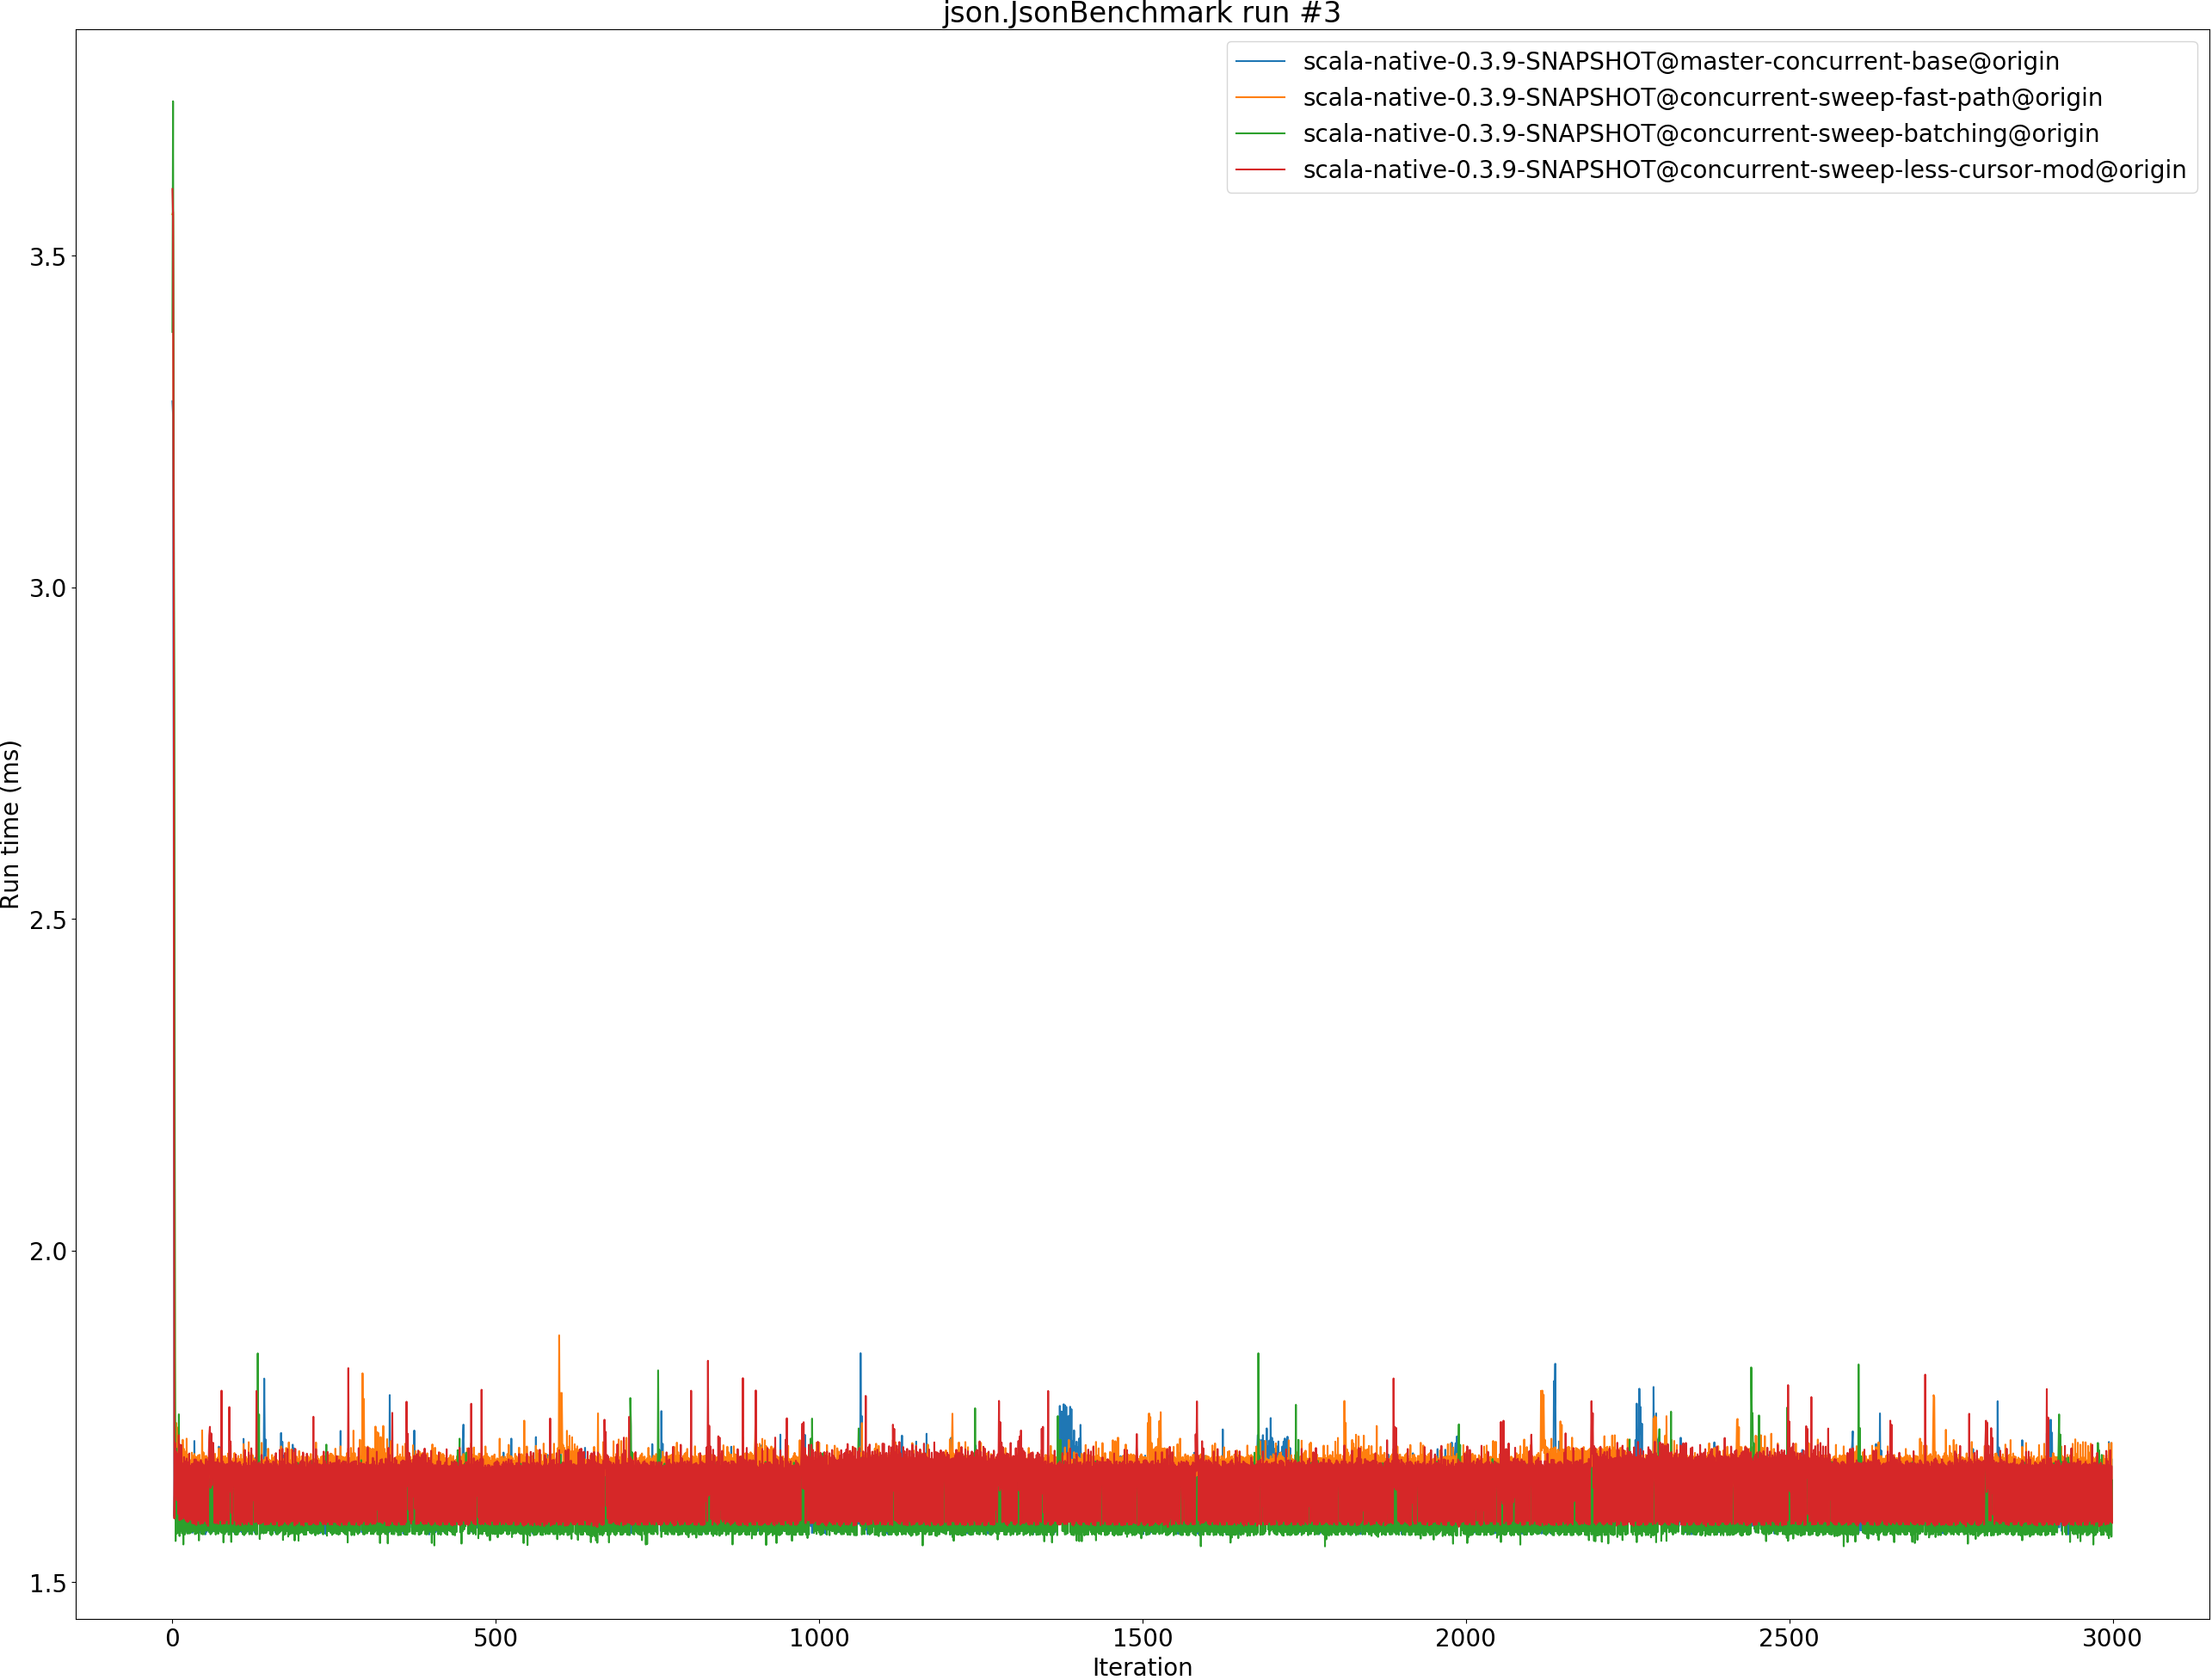 json.JsonBenchmark run #3
scala-native-0.3.9-SNAPSHOT@master-concurrent-base@origin
scala-native-0.3.9-SNAPSHOT@concurrent-sweep-fast-path@origin
scala-native-0.3.9-SNAPSHOT@concurrent-sweep-batching@origin
scala-native-0.3.9-SNAPSHOT@concurrent-sweep-less-cursor-mod@origin
3.5
3.0
2.5
2.0
1.5
Run time (ms)
0 500 1000 1500 2000 2500 3000
Iteration